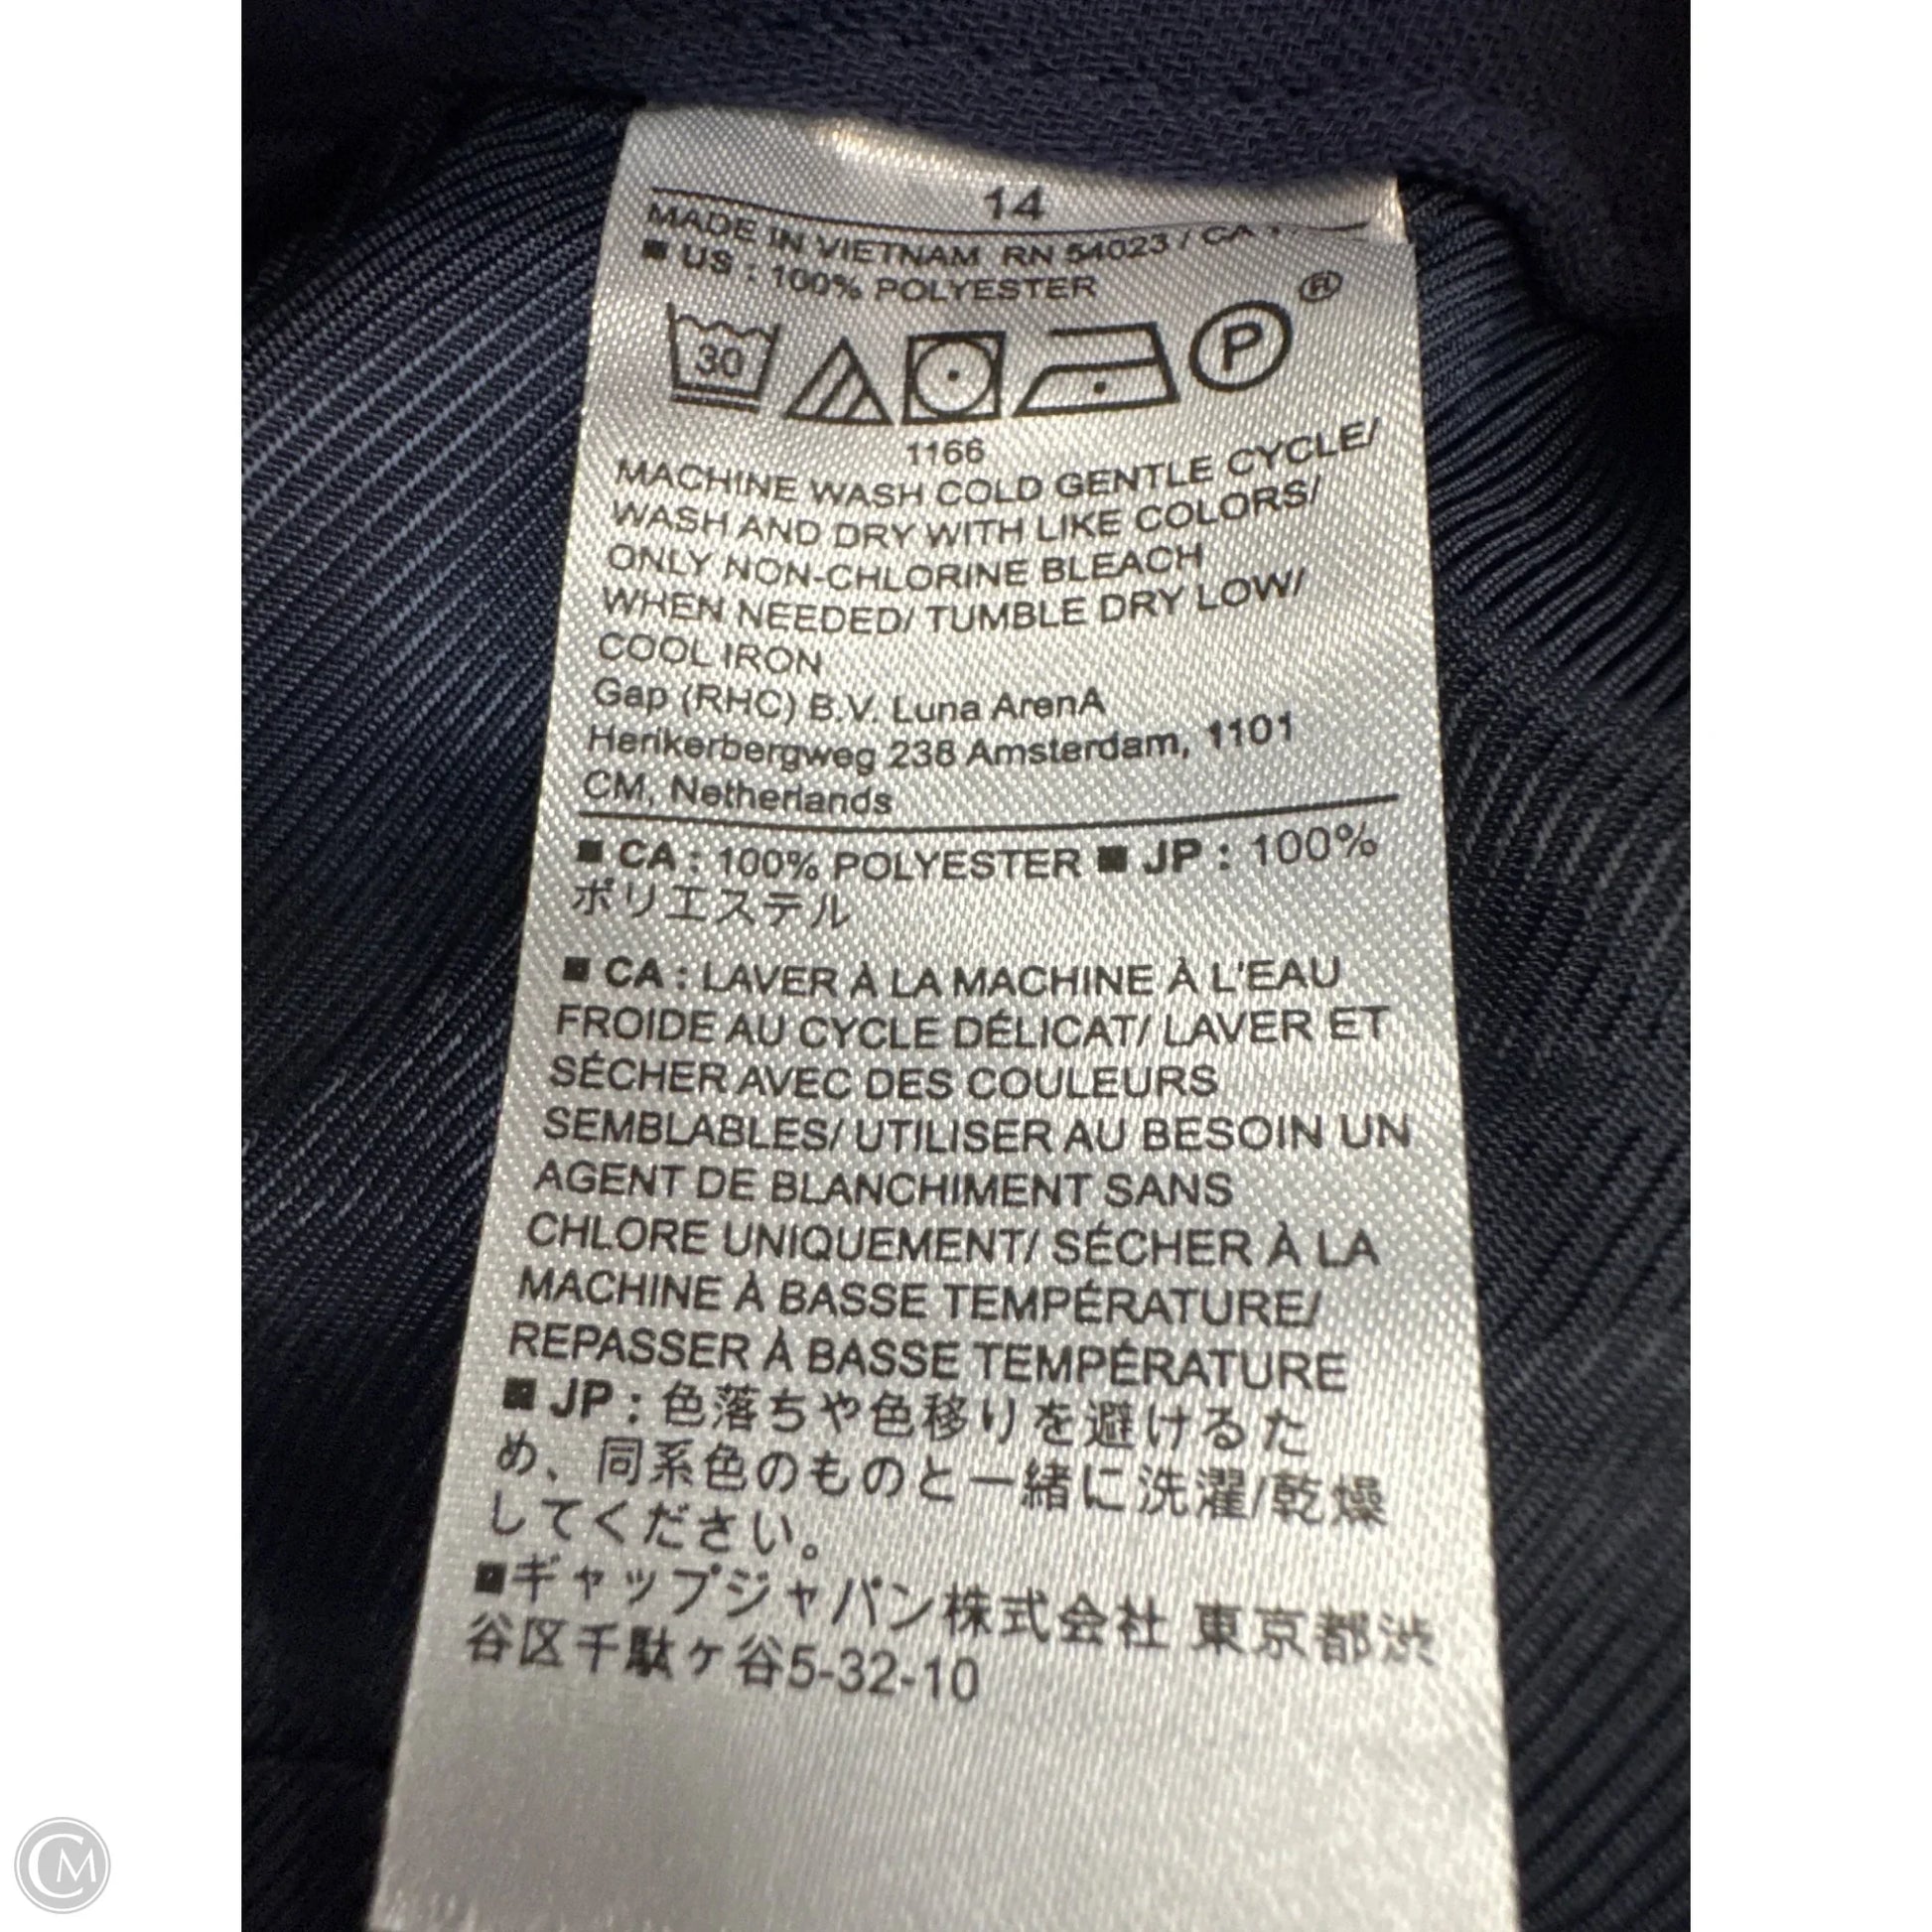 14
MADE IN VIETNAM RN 54023 / CA
■ US : 100% POLYESTER
30 P ®
1166
MACHINE WASH COLD GENTLE CYCLE/
WASH AND DRY WITH LIKE COLORS/
ONLY NON-CHLORINE BLEACH
WHEN NEEDED/ TUMBLE DRY LOW/
COOL IRON
Gap (RHC) B.V. Luna ArenA
Herikerbergweg 238 Amsterdam, 1101
CM, Netherlands
■ CA : 100% POLYESTER ■ JP : 100%
ポリエステル
■ CA : LAVER À LA MACHINE À L'EAU
FROIDE AU CYCLE DÉLICAT/ LAVER ET
SÉCHER AVEC DES COULEURS
SEMBLABLES/ UTILISER AU BESOIN UN
AGENT DE BLANCHIMENT SANS
CHLORE UNIQUEMENT/ SÉCHER À LA
MACHINE À BASSE TEMPÉRATURE/
REPASSER À BASSE TEMPÉRATURE
■ JP : 色落ちや色移りを避けるた
め、同系色のものと一緒に洗濯/乾燥
してください。
■ギャップジャパン株式会社 東京都渋
谷区千駄ヶ谷5-32-10
CM